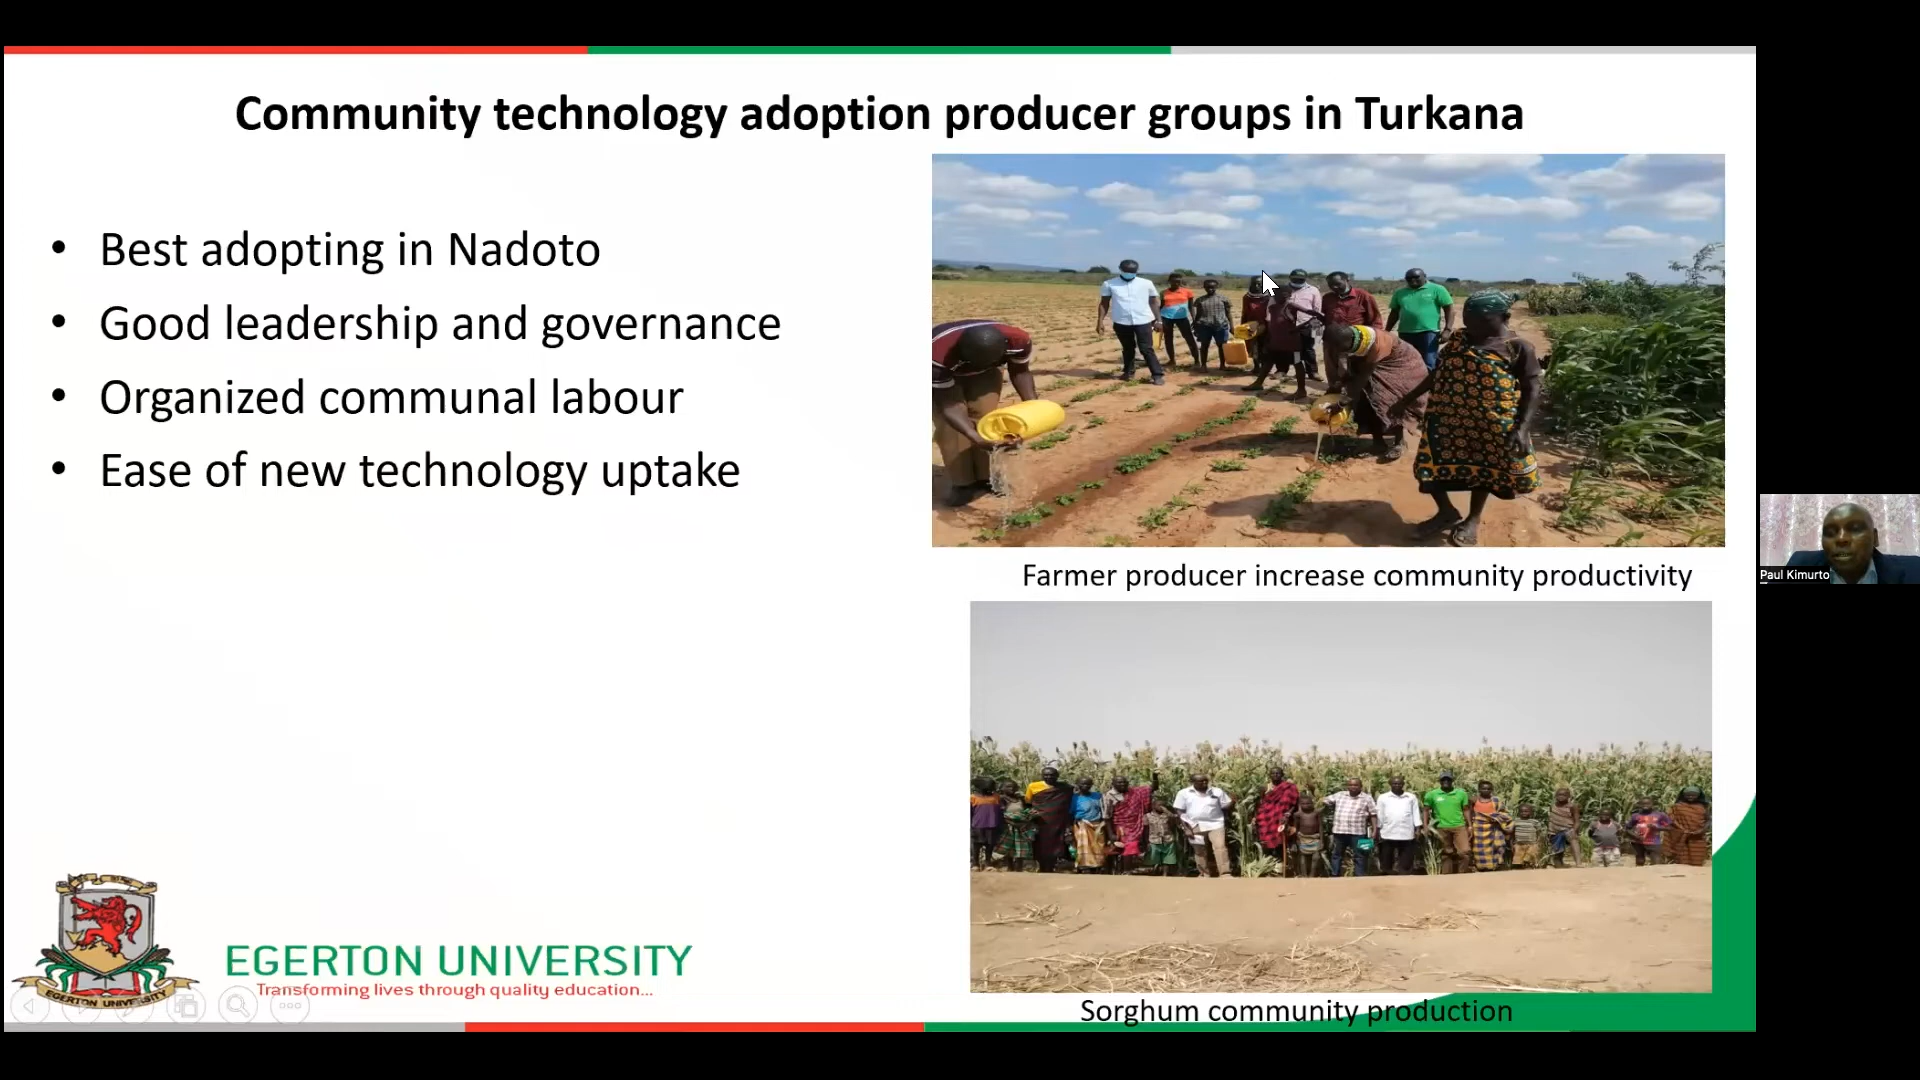 Community technology adoption producer groups in Turkana
• Best adopting in Nadoto
• Good leadership and governance
• Organized communal labour
• Ease of new technology uptake
Farmer producer increase community productivity
Paul Kimurto
Sorghum community production
EGERTON UNIVERSITY
Transforming lives through quality education...
EGERTON UNIVERSITY